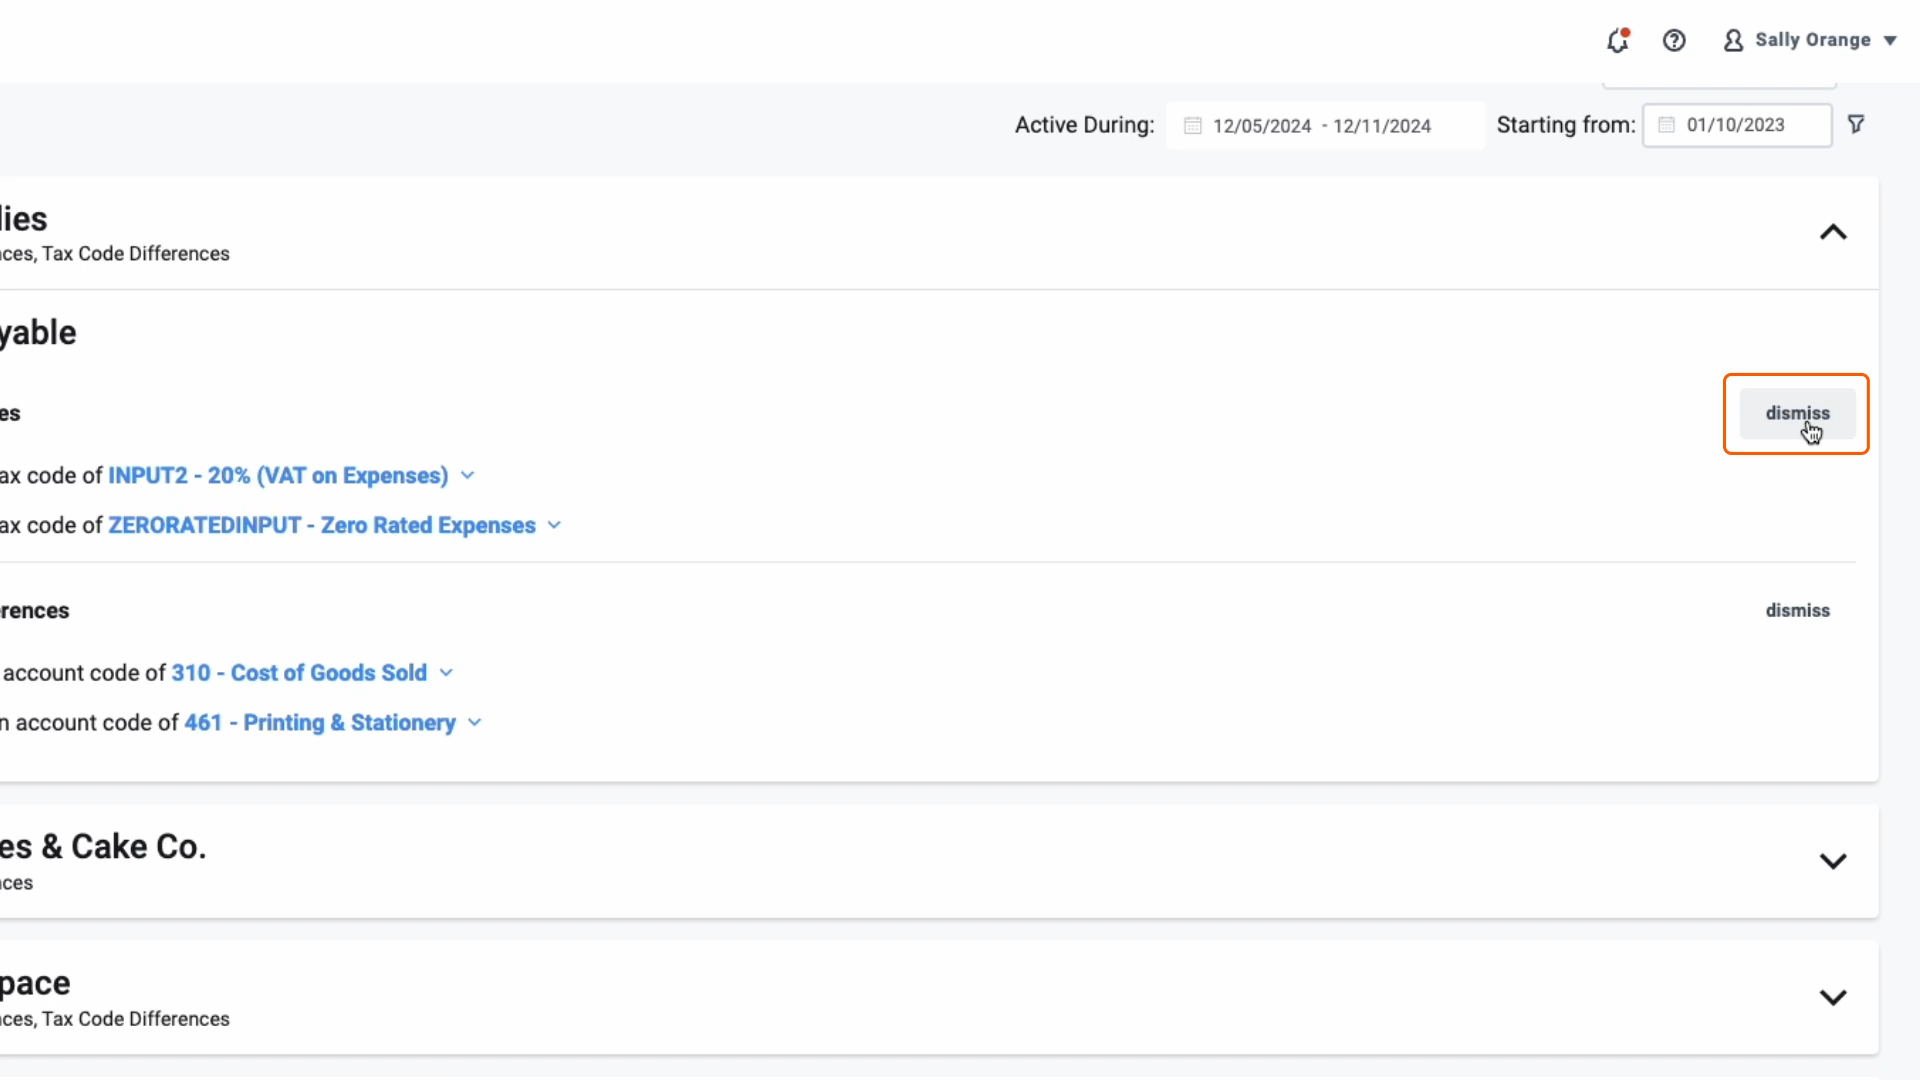 Sally Orange
Active During: 12/05/2024 - 12/11/2024 Starting from: 01/10/2023
lies
ces, Tax Code Differences
yable
es dismiss
ax code of INPUT2 - 20% (VAT on Expenses)
ax code of ZERORATEDINPUT - Zero Rated Expenses
rences dismiss
account code of 310 - Cost of Goods Sold
n account code of 461 - Printing & Stationery
es & Cake Co.
ces
pace
ces, Tax Code Differences